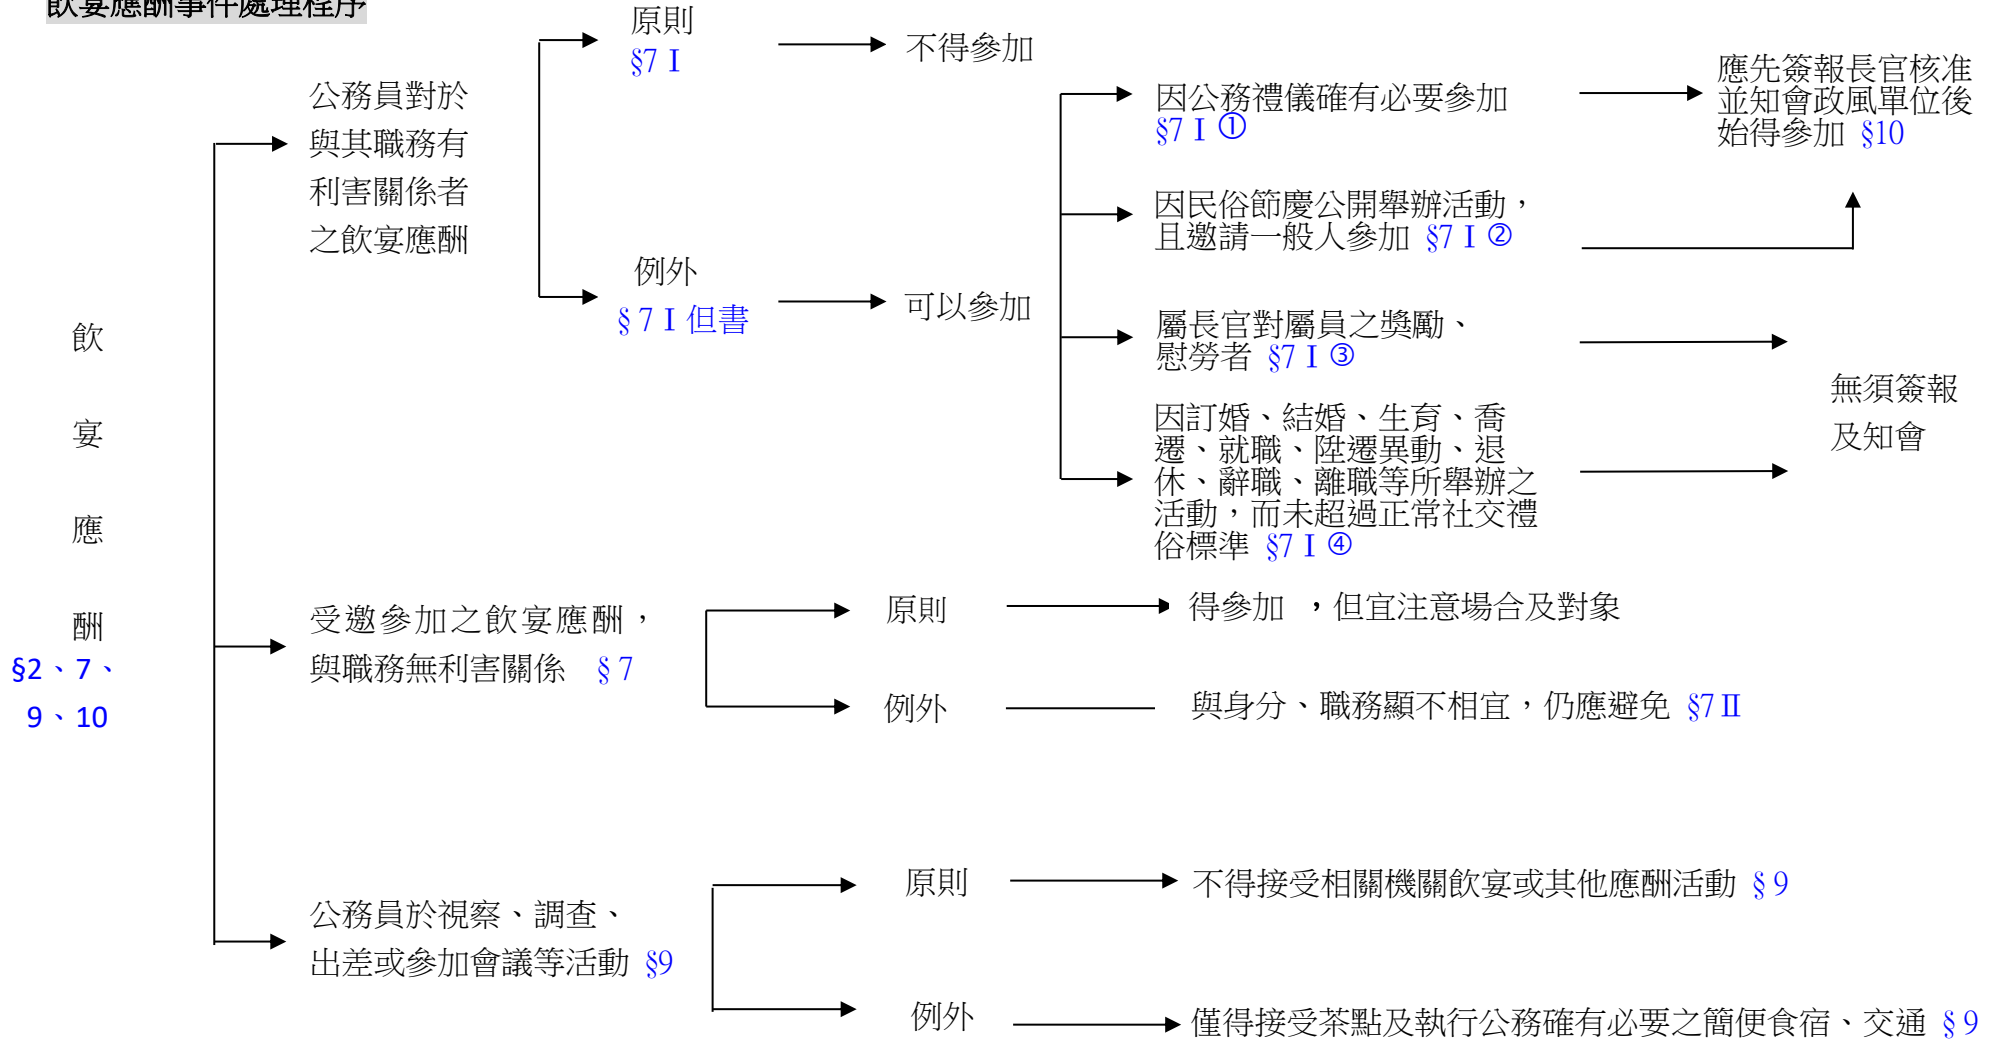 飲宴應酬事件處理程序
飲
宴
應
酬
§2、7、
9、10
公務員對於
與其職務有
利害關係者
之飲宴應酬
原則
§7 I
不得參加
例外
§7 I 但書
可以參加
因公務禮儀確有必要參加
§7 I ①
應先簽報長官核准
並知會政風單位後
始得參加 §10
因民俗節慶公開舉辦活動,
且邀請一般人參加 §7 I ②
屬長官對屬員之獎勵、
慰勞者 §7 I ③
因訂婚、結婚、生育、喬
遷、就職、陞遷異動、退
休、辭職、離職等所舉辦之
活動,而未超過正常社交禮
俗標準 §7 I ④
無須簽報
及知會
受邀參加之飲宴應酬,
與職務無利害關係 §7
原則
得參加 ,但宜注意場合及對象
例外
與身分、職務顯不相宜,仍應避免 §7 II
公務員於視察、調查、
出差或參加會議等活動 §9
原則
不得接受相關機關飲宴或其他應酬活動 §9
例外
僅得接受茶點及執行公務確有必要之簡便食宿、交通 §9